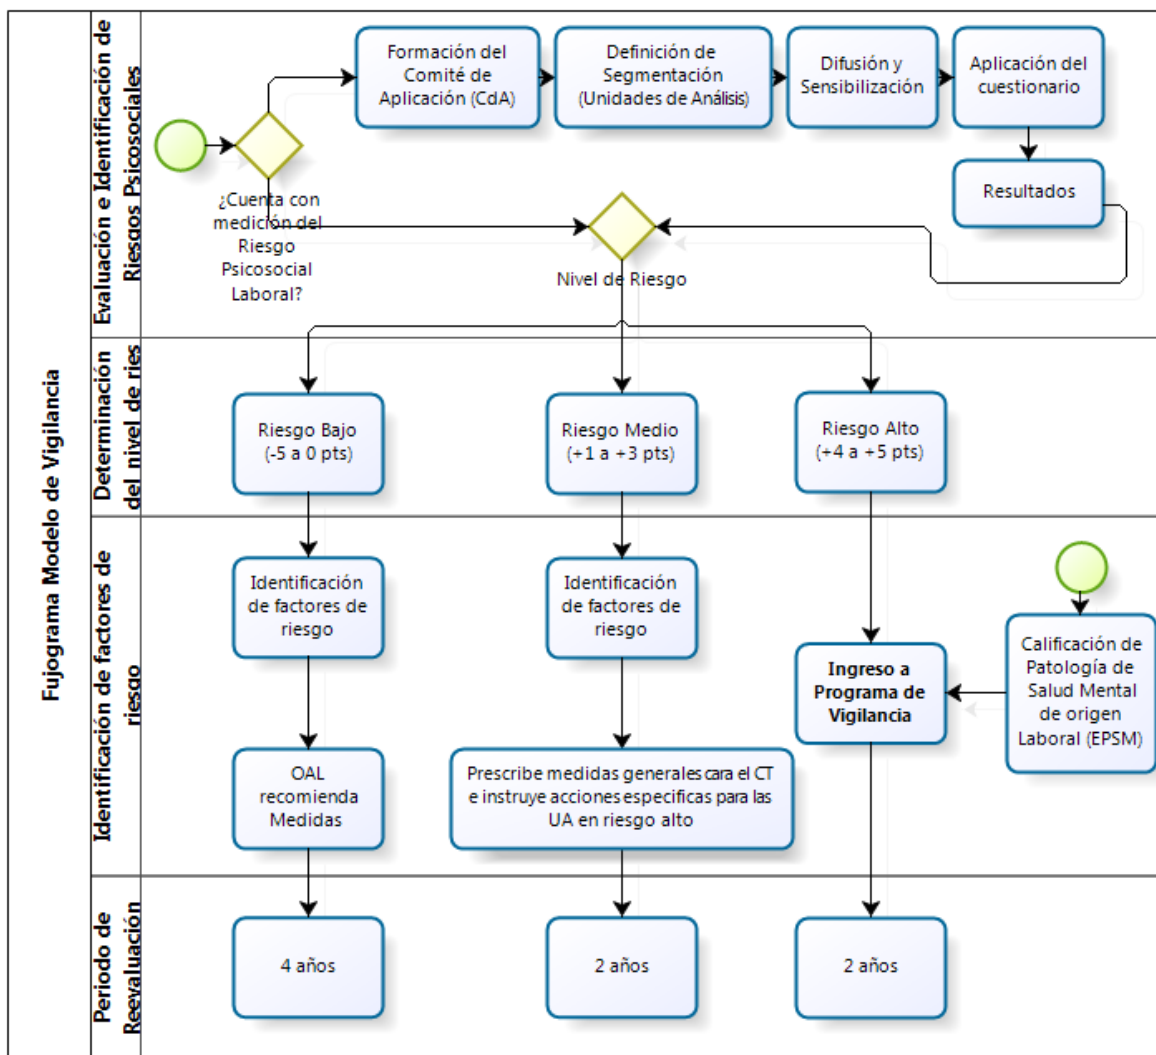 Fujograma Modelo de Vigilancia
Evaluación e Identificación de
Riesgos Psicosociales
Formación del
Comité de
Aplicación (CdA)
Definición de
Segmentación
(Unidades de Análisis)
Difusión y
Sensibilización
Aplicación del
cuestionario
Resultados
¿Cuenta con
medición del
Riesgo
Psicosocial
Laboral?
Nivel de Riesgo
Determinación
del nivel de ries
Riesgo Bajo
(-5 a 0 pts)
Riesgo Medio
(+1 a +3 pts)
Riesgo Alto
(+4 a +5 pts)
Identificación de factores de
riesgo
Identificación
de factores de
riesgo
Identificación
de factores de
riesgo
Ingreso a
Programa de
Vigilancia
Calificación de
Patología de
Salud Mental
de origen
Laboral (EPSM)
OAL
recomienda
Medidas
Prescribe medidas generales cara el CT
e instruye acciones especificas para las
UA en riesgo alto
Periodo de
Reevaluación
4 años
2 años
2 años